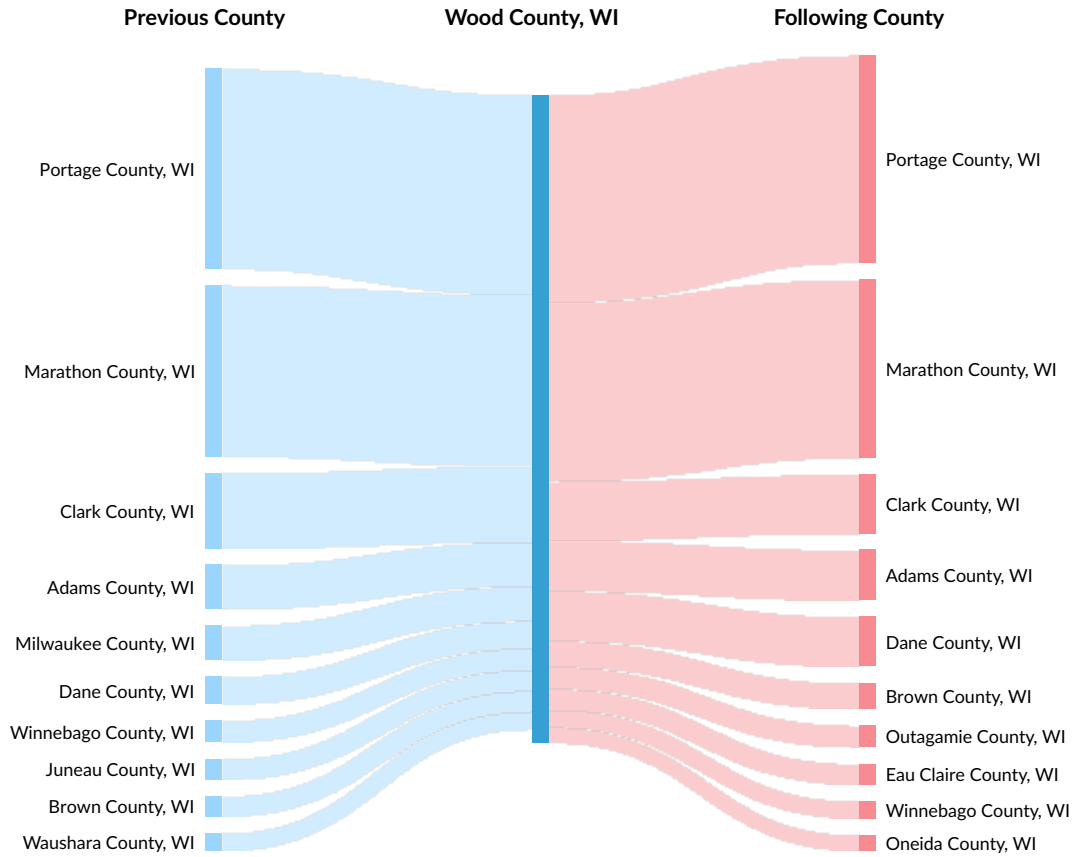 Previous County
Wood County, WI
Following County
Portage County, WI
Marathon County, WI
Clark County, WI
Adams County, WI
Milwaukee County, WI
Dane County, WI
Winnebago County, WI
Juneau County, WI
Brown County, WI
Waushara County, WI
Portage County, WI
Marathon County, WI
Clark County, WI
Adams County, WI
Dane County, WI
Brown County, WI
Outagamie County, WI
Eau Claire County, WI
Winnebago County, WI
Oneida County, WI